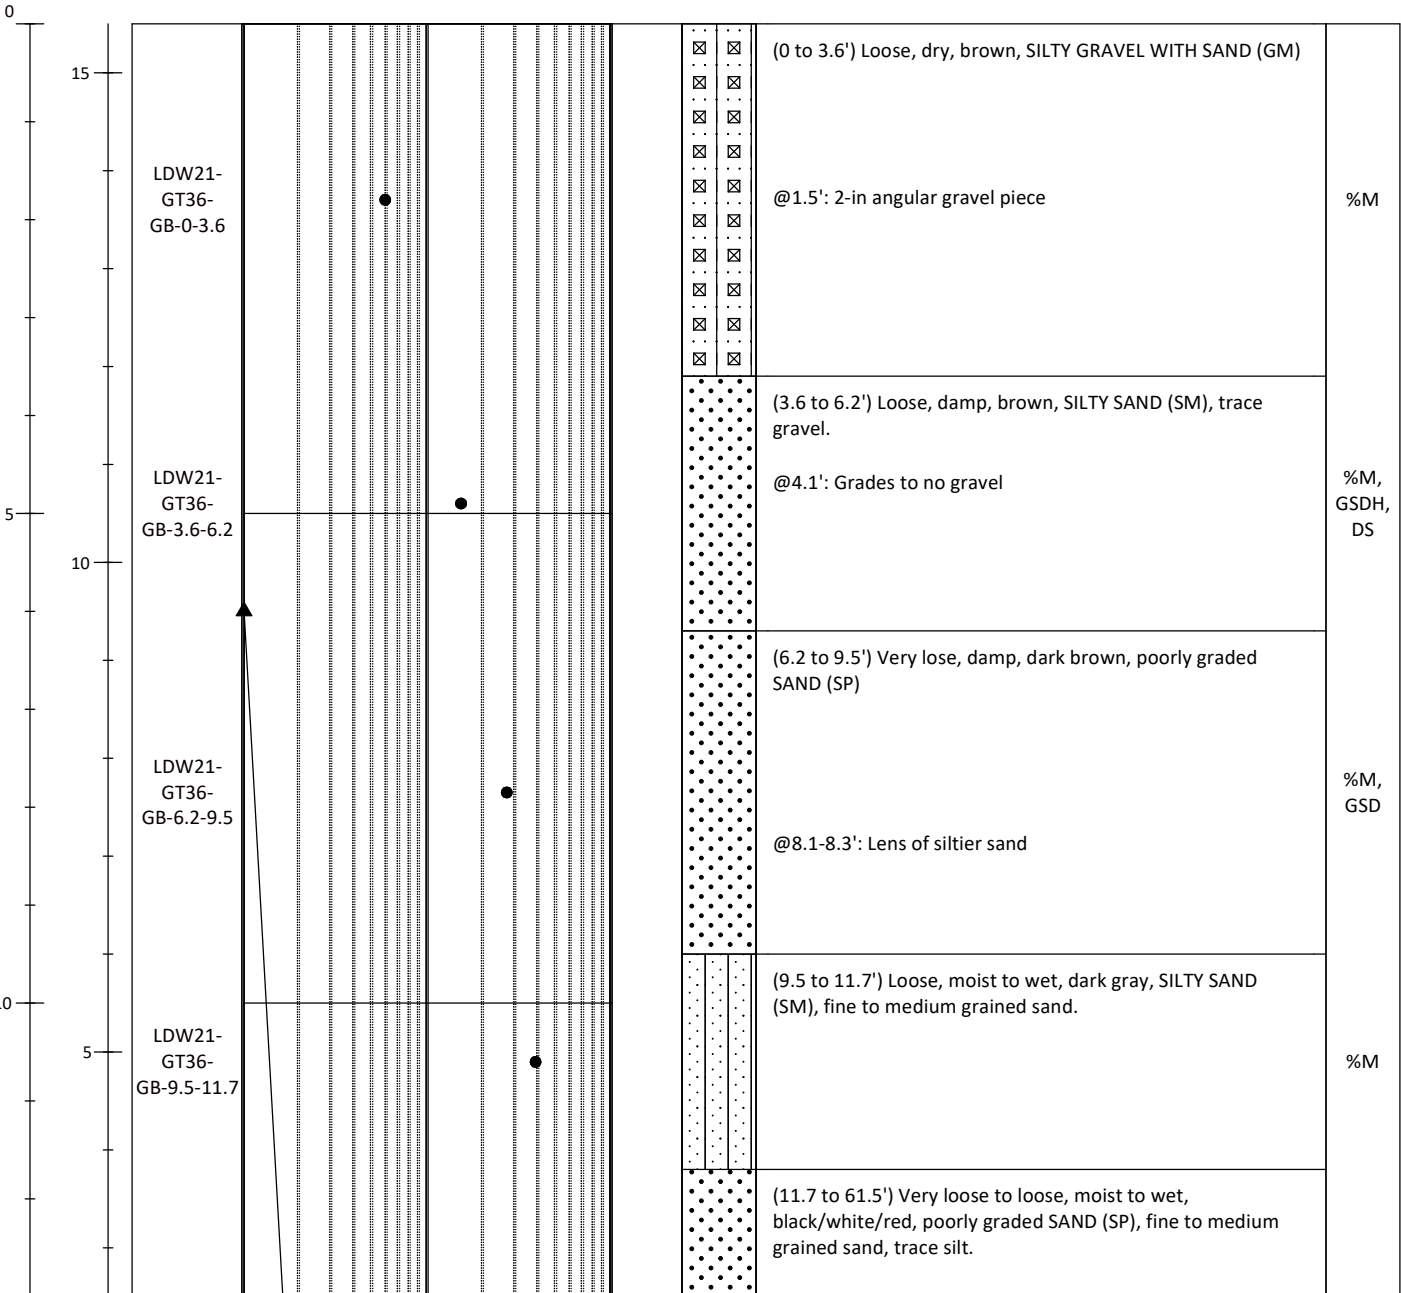 0
15
(0 to 3.6') Loose, dry, brown, SILTY GRAVEL WITH SAND (GM)
LDW21-
GT36-
GB-0-3.6
@1.5': 2-in angular gravel piece
%M
(3.6 to 6.2') Loose, damp, brown, SILTY SAND (SM), trace
gravel.
LDW21-
GT36-
GB-3.6-6.2
@4.1': Grades to no gravel
%M,
GSDH,
DS
5
10
(6.2 to 9.5') Very lose, damp, dark brown, poorly graded
SAND (SP)
LDW21-
GT36-
GB-6.2-9.5
%M,
GSD
@8.1-8.3': Lens of siltier sand
(9.5 to 11.7') Loose, moist to wet, dark gray, SILTY SAND
(SM), fine to medium grained sand.
10
5
LDW21-
GT36-
GB-9.5-11.7
%M
(11.7 to 61.5') Very loose to loose, moist to wet,
black/white/red, poorly graded SAND (SP), fine to medium
grained sand, trace silt.